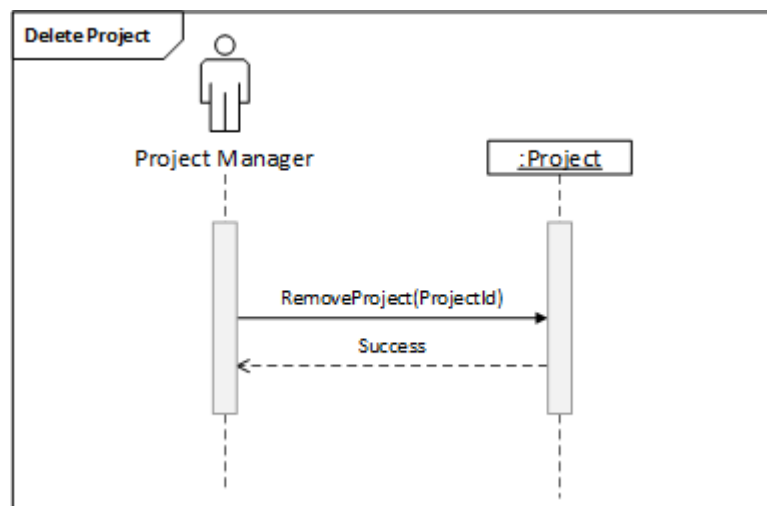 Delete Project
Project Manager
:Project
RemoveProject(ProjectId)
Success